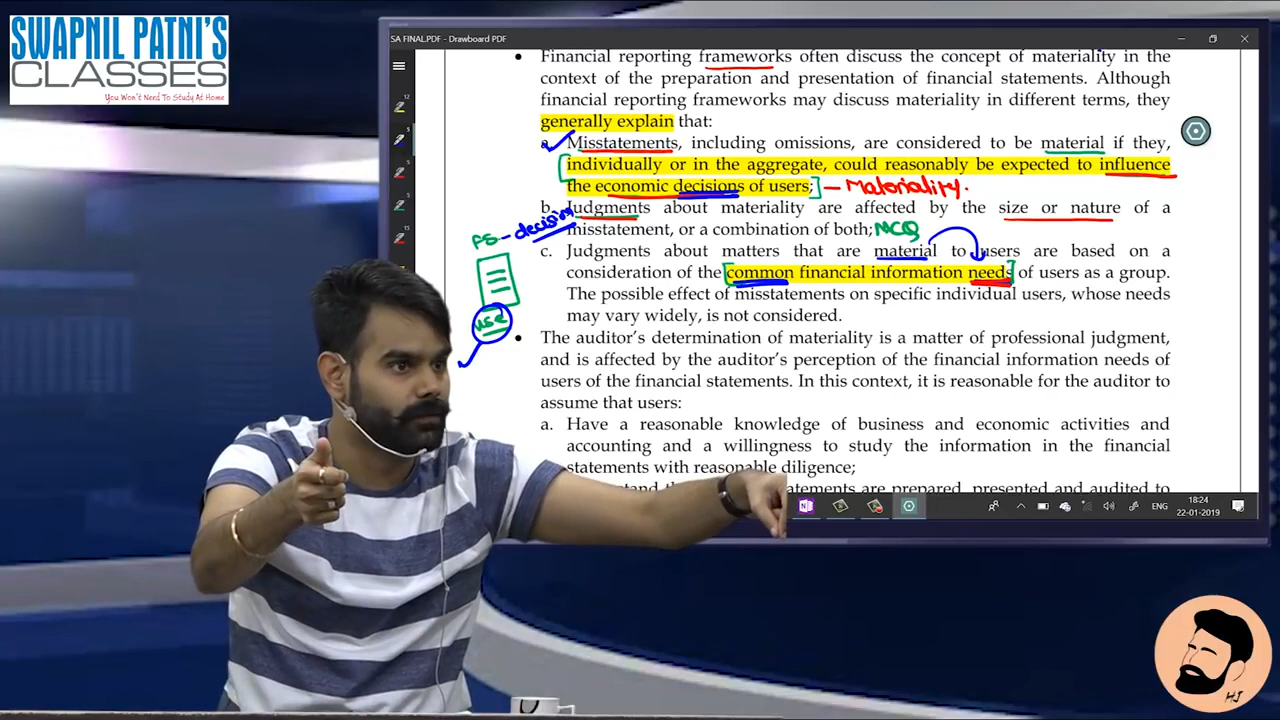 SWAPNIL PATNI'S
CLASSES
You Won't Need To Study At Home
SA FINAL.PDF - Drawboard PDF
• Financial reporting frameworks often discuss the concept of materiality in the
context of the preparation and presentation of financial statements. Although
financial reporting frameworks may discuss materiality in different terms, they
generally explain that:
a. Misstatements, including omissions, are considered to be material if they,
individually or in the aggregate, could reasonably be expected to influence
the economic decisions of users; – Materiality.
b. Judgments about materiality are affected by the size or nature of a
misstatement, or a combination of both; MCQ
FS - decision
c. Judgments about matters that are material to users are based on a
consideration of the common financial information needs of users as a group.
The possible effect of misstatements on specific individual users, whose needs
may vary widely, is not considered.
use
• The auditor's determination of materiality is a matter of professional judgment,
and is affected by the auditor's perception of the financial information needs of
users of the financial statements. In this context, it is reasonable for the auditor to
assume that users:
a. Have a reasonable knowledge of business and economic activities and
accounting and a willingness to study the information in the financial
statements with reasonable diligence;
statements are prepared, presented and audited to
ENG
18:24
22-01-2019
HJ